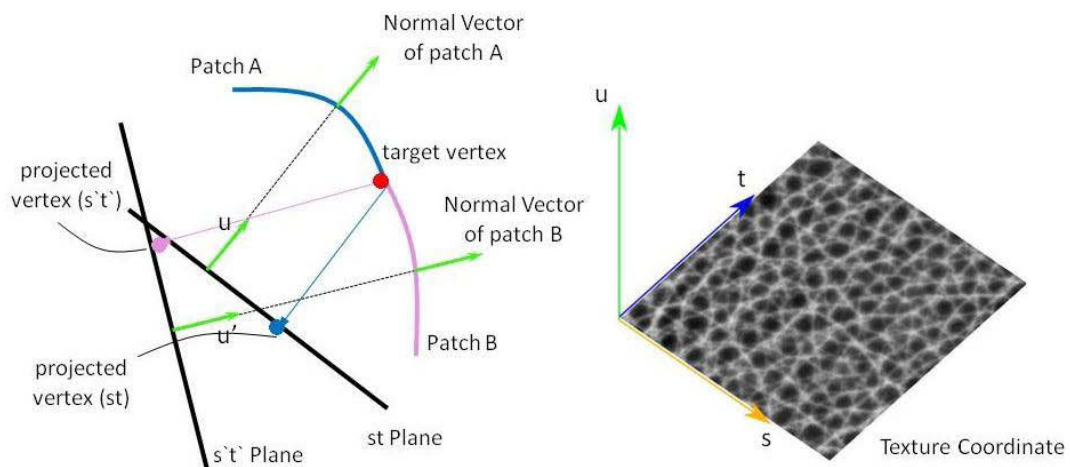 Normal Vector
of patch A
Patch A
u
target vertex
t
projected
vertex (s`t`)
u
Normal Vector
of patch B
u’
Patch B
projected
vertex (st)
st Plane
s
s`t` Plane
Texture Coordinate